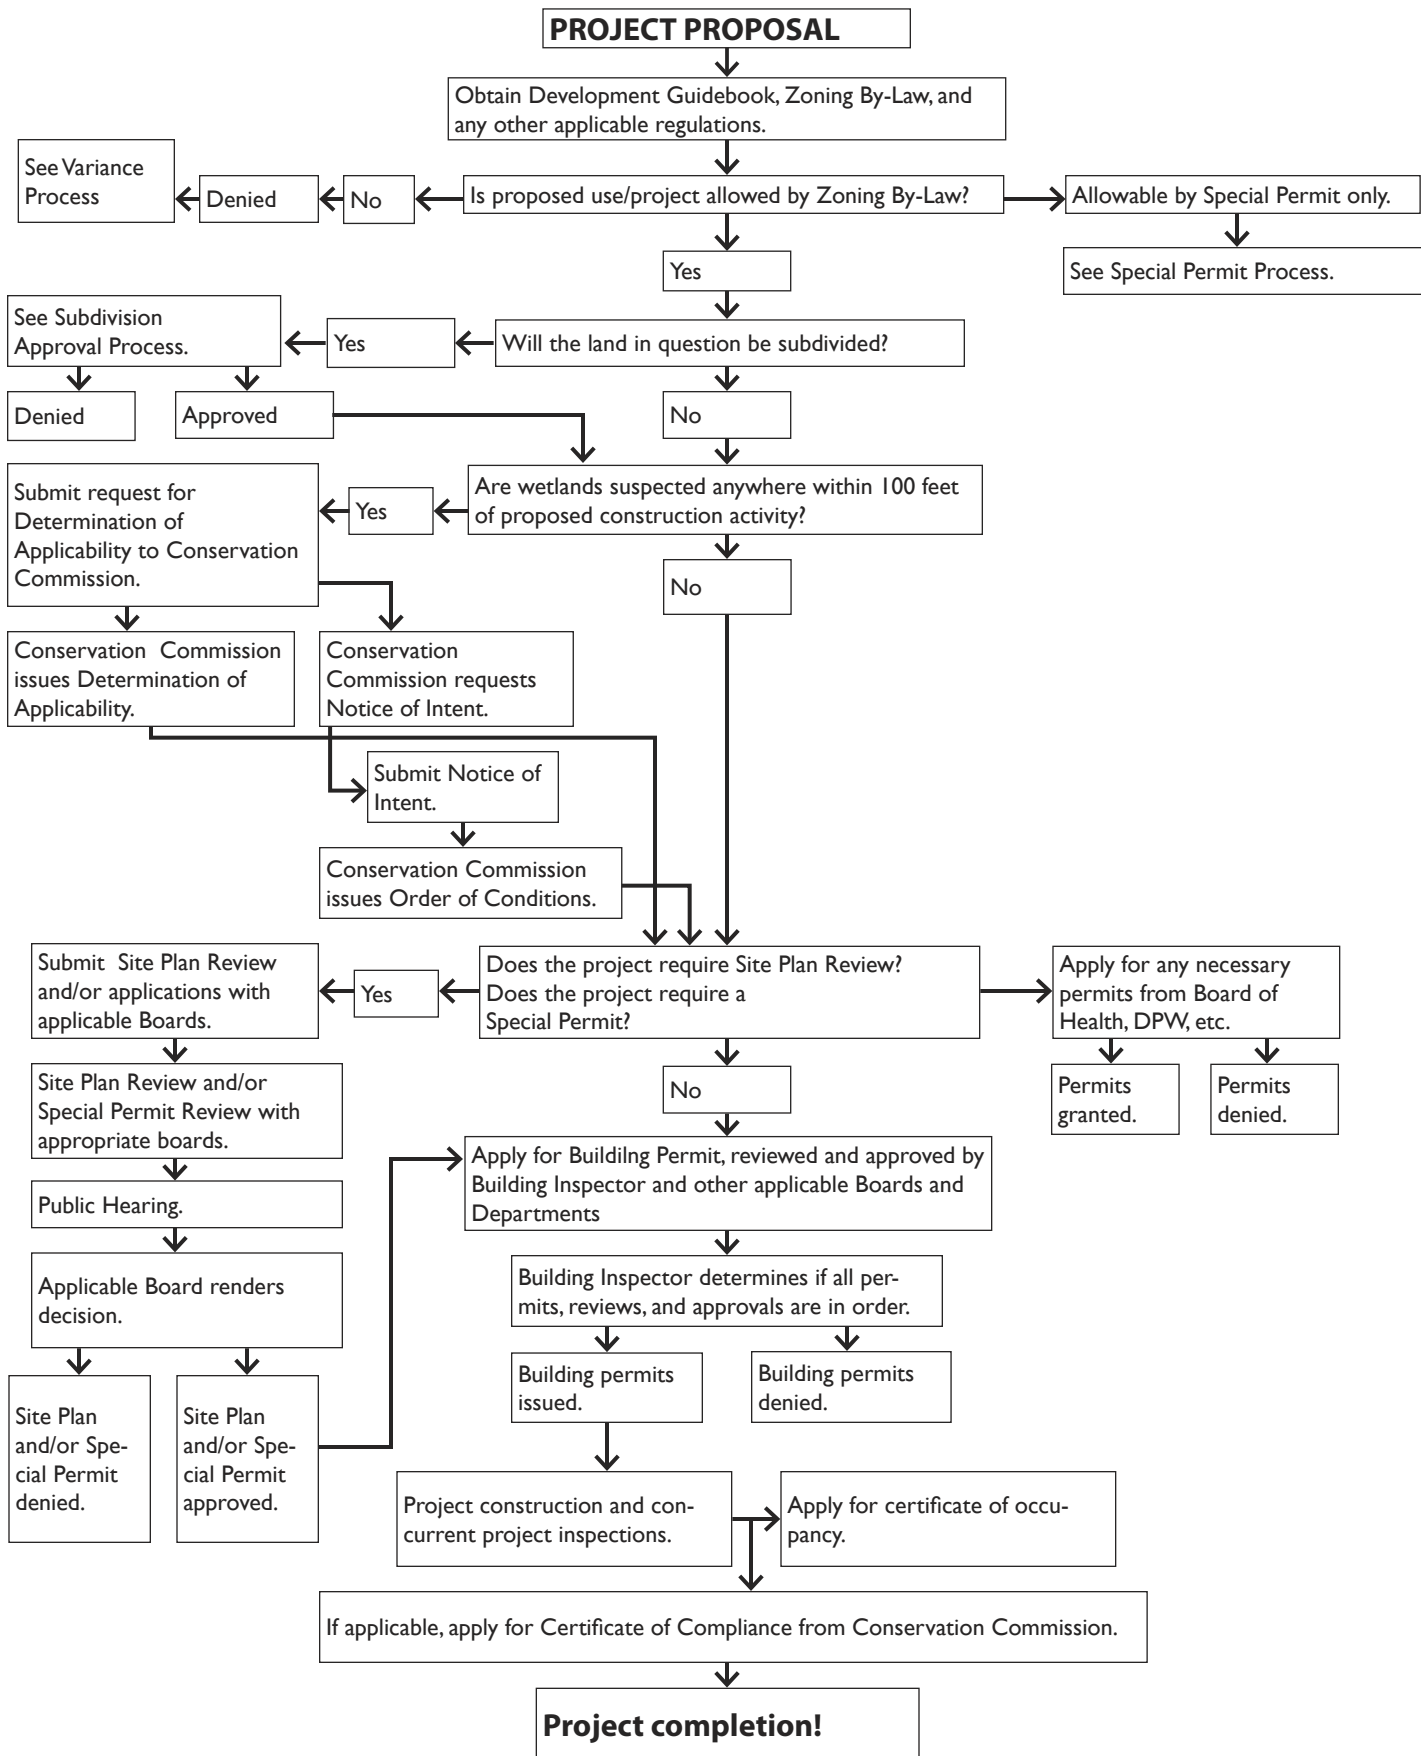 PROJECT PROPOSAL
Obtain Development Guidebook, Zoning By-Law, and
any other applicable regulations.
See Variance
Process
Denied
No
Is proposed use/project allowed by Zoning By-Law?
Allowable by Special Permit only.
Yes
See Special Permit Process.
See Subdivision
Approval Process.
Yes
Will the land in question be subdivided?
Denied
Approved
No
Submit request for
Determination of
Applicability to Conservation
Commission.
Yes
Are wetlands suspected anywhere within 100 feet
of proposed construction activity?
No
Conservation Commission
issues Determination of
Applicability.
Conservation
Commission requests
Notice of Intent.
Submit Notice of
Intent.
Conservation Commission
issues Order of Conditions.
Submit Site Plan Review
and/or applications with
applicable Boards.
Yes
Does the project require Site Plan Review?
Does the project require a
Special Permit?
Apply for any necessary
permits from Board of
Health, DPW, etc.
Site Plan Review and/or
Special Permit Review with
appropriate boards.
No
Permits
granted.
Permits
denied.
Apply for Builidng Permit, reviewed and approved by
Building Inspector and other applicable Boards and
Departments
Public Hearing.
Applicable Board renders
decision.
Building Inspector determines if all per-
mits, reviews, and approvals are in order.
Site Plan
and/or Spe-
cial Permit
denied.
Site Plan
and/or Spe-
cial Permit
approved.
Building permits
issued.
Building permits
denied.
Project construction and con-
current project inspections.
Apply for certificate of occu-
pancy.
If applicable, apply for Certificate of Compliance from Conservation Commission.
Project completion!